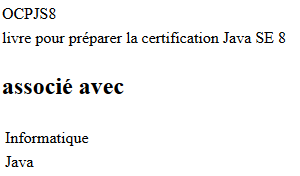 OCPJS8
livre pour préparer la certification Java SE 8
associé avec
Informatique
Java